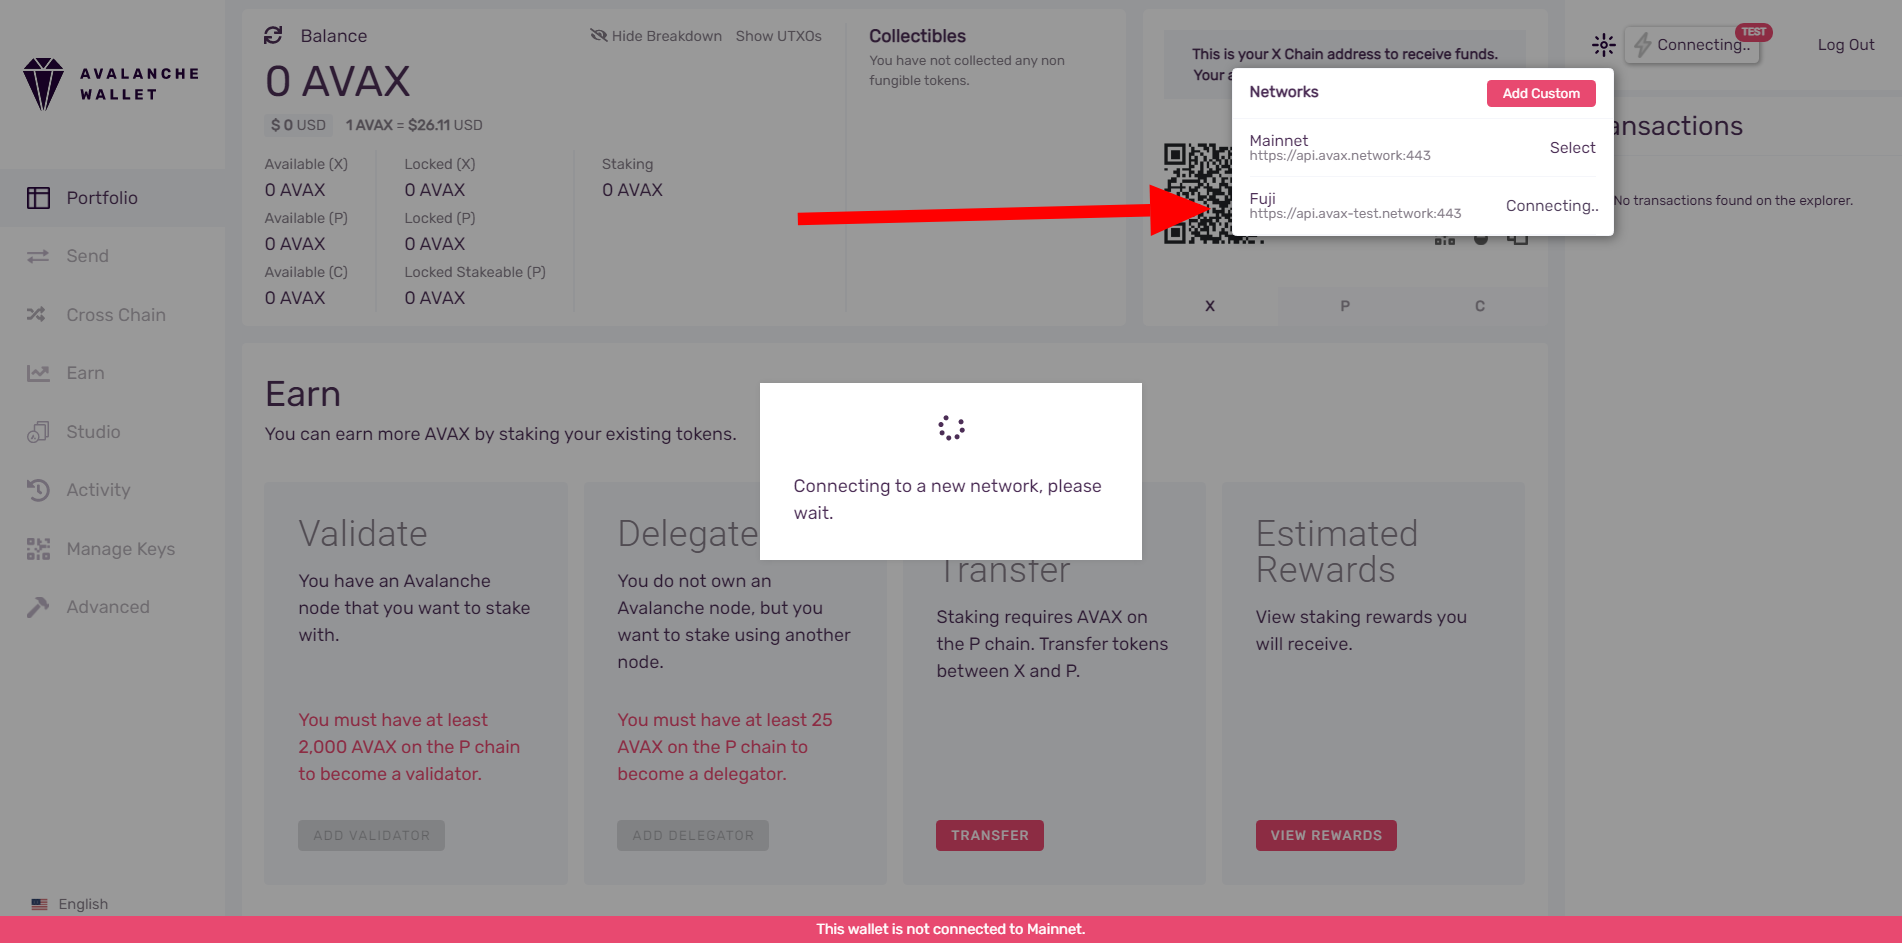 AVALANCHE
WALLET
Portfolio
Send
Cross Chain
Earn
Studio
Activity
Manage Keys
Advanced
English
Balance
Hide Breakdown
Show UTXOs
0 AVAX
$ 0 USD
1 AVAX = $26.11 USD
Available (X)
0 AVAX
Available (P)
0 AVAX
Available (C)
0 AVAX
Locked (X)
0 AVAX
Locked (P)
0 AVAX
Locked Stakeable (P)
0 AVAX
Staking
0 AVAX
Collectibles
You have not collected any non
fungible tokens.
This is your X Chain address to receive funds.
Your a
X
P
C
TEST
Connecting..
Log Out
Networks
Add Custom
Mainnet
https://api.avax.network:443
Select
Fuji
https://api.avax-test.network:443
Connecting..
ansactions
No transactions found on the explorer.
Earn
You can earn more AVAX by staking your existing tokens.
Connecting to a new network, please
wait.
Validate
You have an Avalanche
node that you want to stake
with.
You must have at least
2,000 AVAX on the P chain
to become a validator.
ADD VALIDATOR
Delegate
You do not own an
Avalanche node, but you
want to stake using another
node.
You must have at least 25
AVAX on the P chain to
become a delegator.
ADD DELEGATOR
Transfer
Staking requires AVAX on
the P chain. Transfer tokens
between X and P.
TRANSFER
Estimated
Rewards
View staking rewards you
will receive.
VIEW REWARDS
This wallet is not connected to Mainnet.